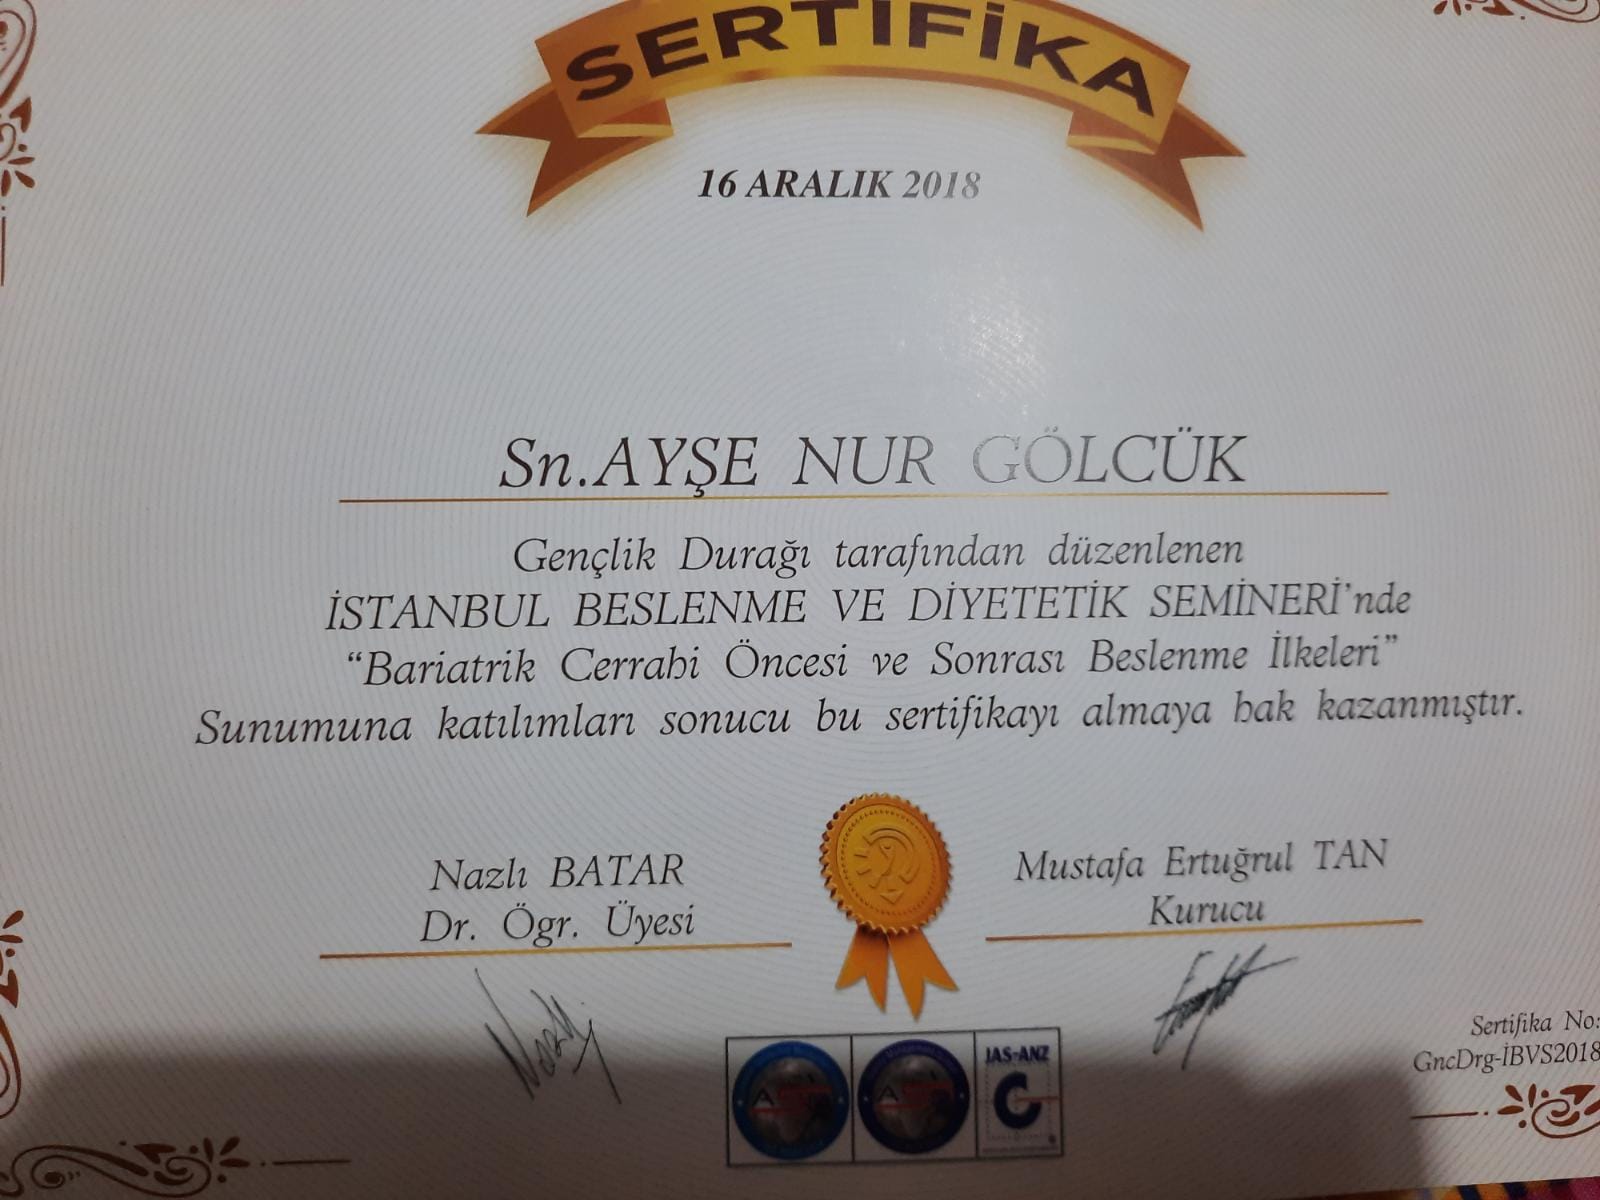 SERTİFİKA
16 ARALIK 2018
Sn.AYŞE NUR GÖLCÜK
Gençlik Durağı tarafından düzenlenen
İSTANBUL BESLENME VE DİYETETİK SEMİNERİ'nde
“Bariatrik Cerrahi Öncesi ve Sonrası Beslenme İlkeleri”
Sunumuna katılımları sonucu bu sertifikayı almaya hak kazanmıştır.
Nazlı BATAR
Dr. Ögr. Üyesi
Mustafa Ertuğrul TAN
Kurucu
Sertifika No:
GncDrg-İBVS2018
JAS-ANZ